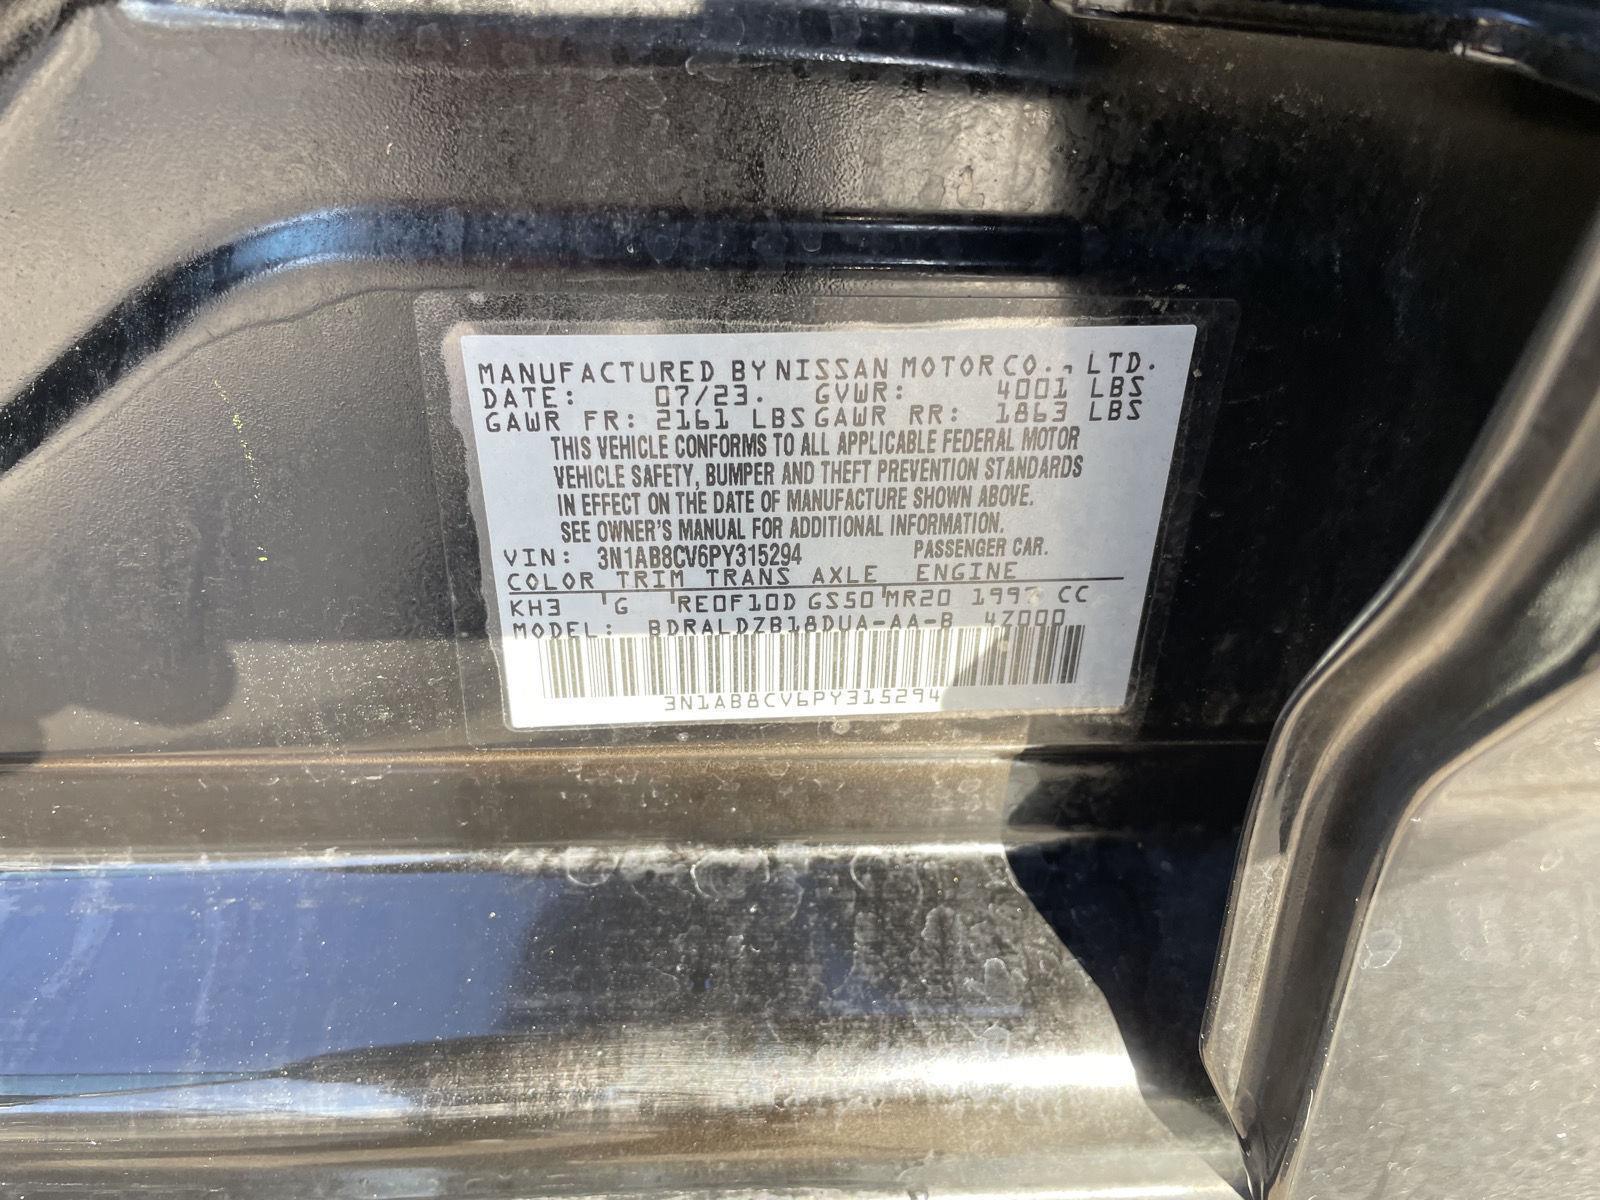 MANUFACTURED BY NISSAN MOTOR CO., LTD.
DATE: 07/23. GVWR: 4001 LBS
GAWR FR: 2161 LBS GAWR RR: 1863 LBS
THIS VEHICLE CONFORMS TO ALL APPLICABLE FEDERAL MOTOR
VEHICLE SAFETY, BUMPER AND THEFT PREVENTION STANDARDS
IN EFFECT ON THE DATE OF MANUFACTURE SHOWN ABOVE.
SEE OWNER'S MANUAL FOR ADDITIONAL INFORMATION.
VIN: 3N1AB8CV6PY315294 PASSENGER CAR.
COLOR TRIM TRANS AXLE ENGINE
KH3 G RE0F10D GS50 MR20 1997 CC
MODEL: BDRALDZB18DUA-AA-B 47000
3N1AB8CV6PY315294